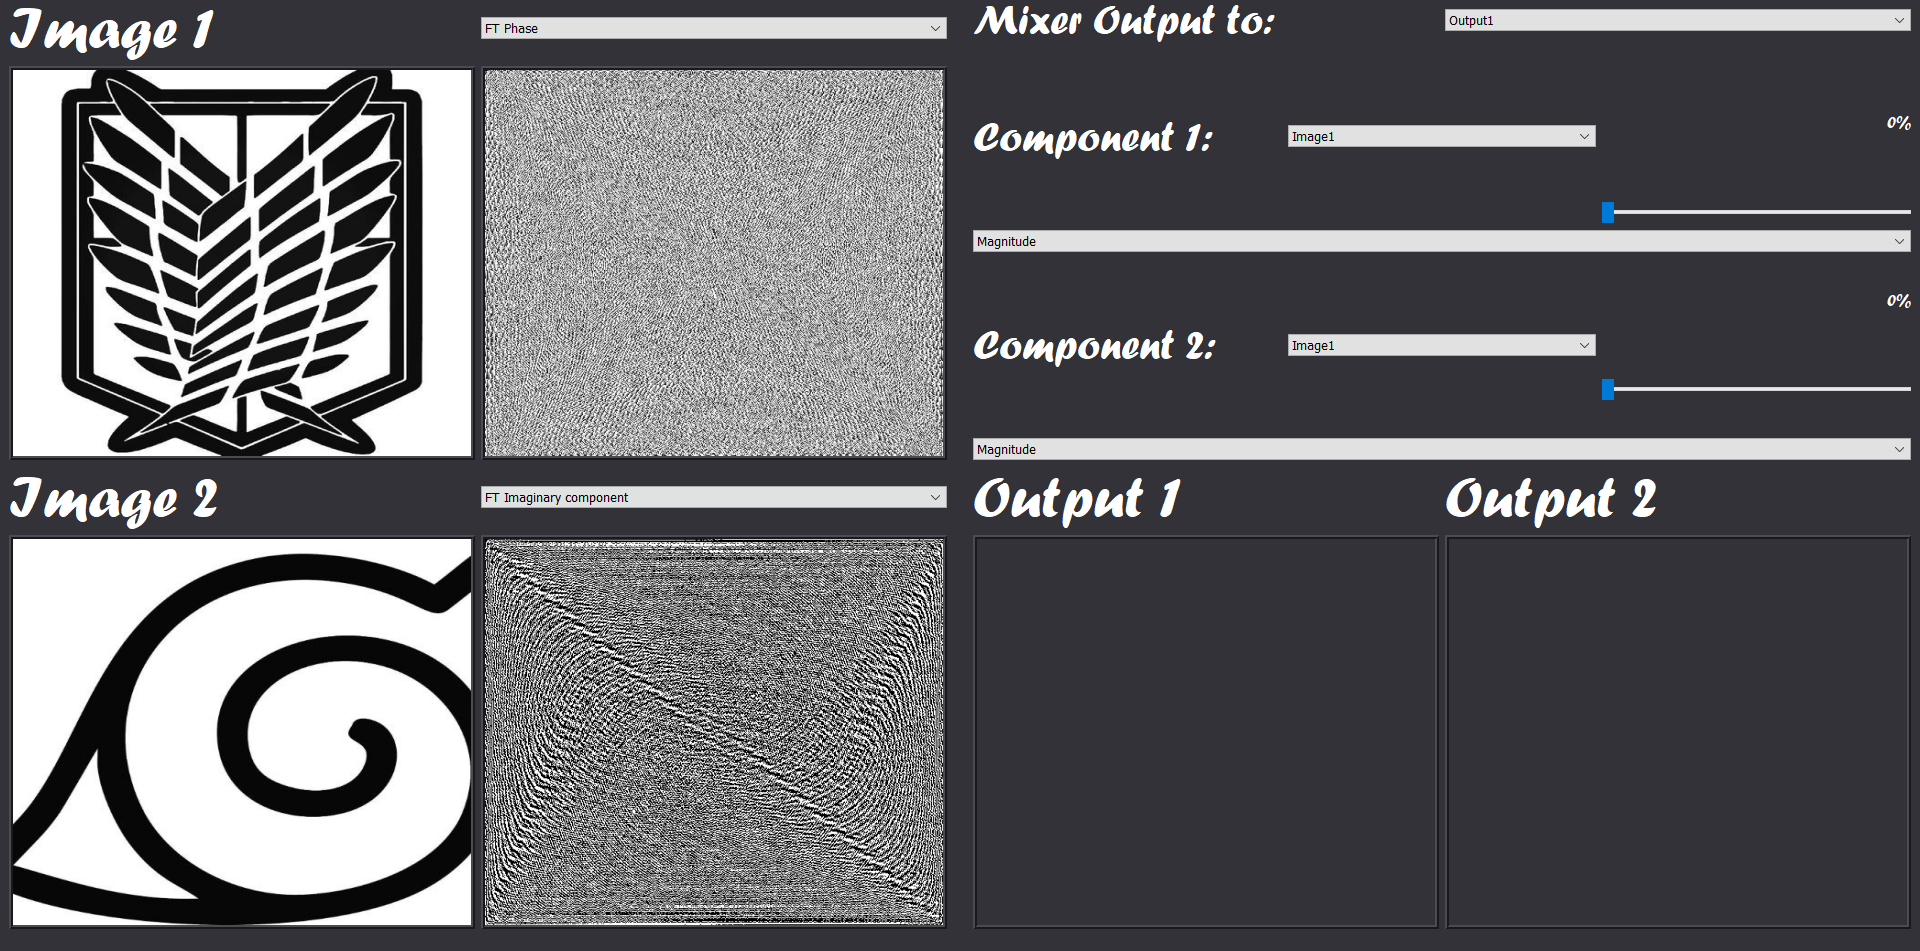 Image 1
FT Phase
Mixer Output to:
Output1
Component 1:
Image1
0%
Magnitude
0%
Component 2:
Image1
Magnitude
Image 2
FT Imaginary component
Output 1
Output 2